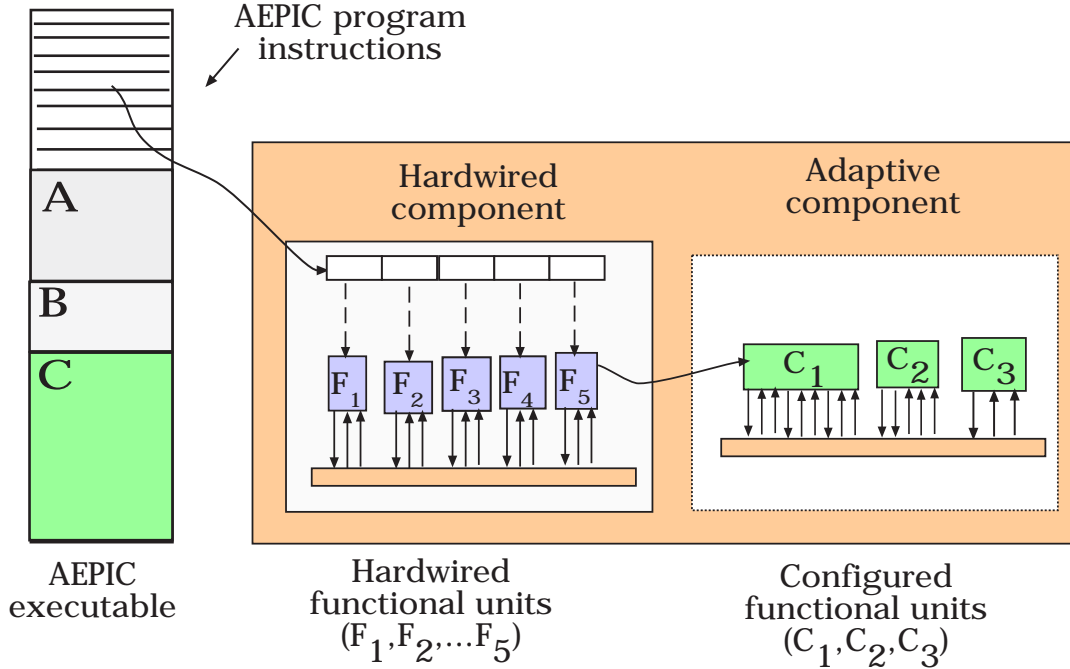 AEPIC program
instructions
A
B
C
Hardwired
component
Adaptive
component
F1
F2
F3
F4
F5
C1
C2
C3
AEPIC
executable
Hardwired
functional units
(F1,F2,...F5)
Configured
functional units
(C1,C2,C3)